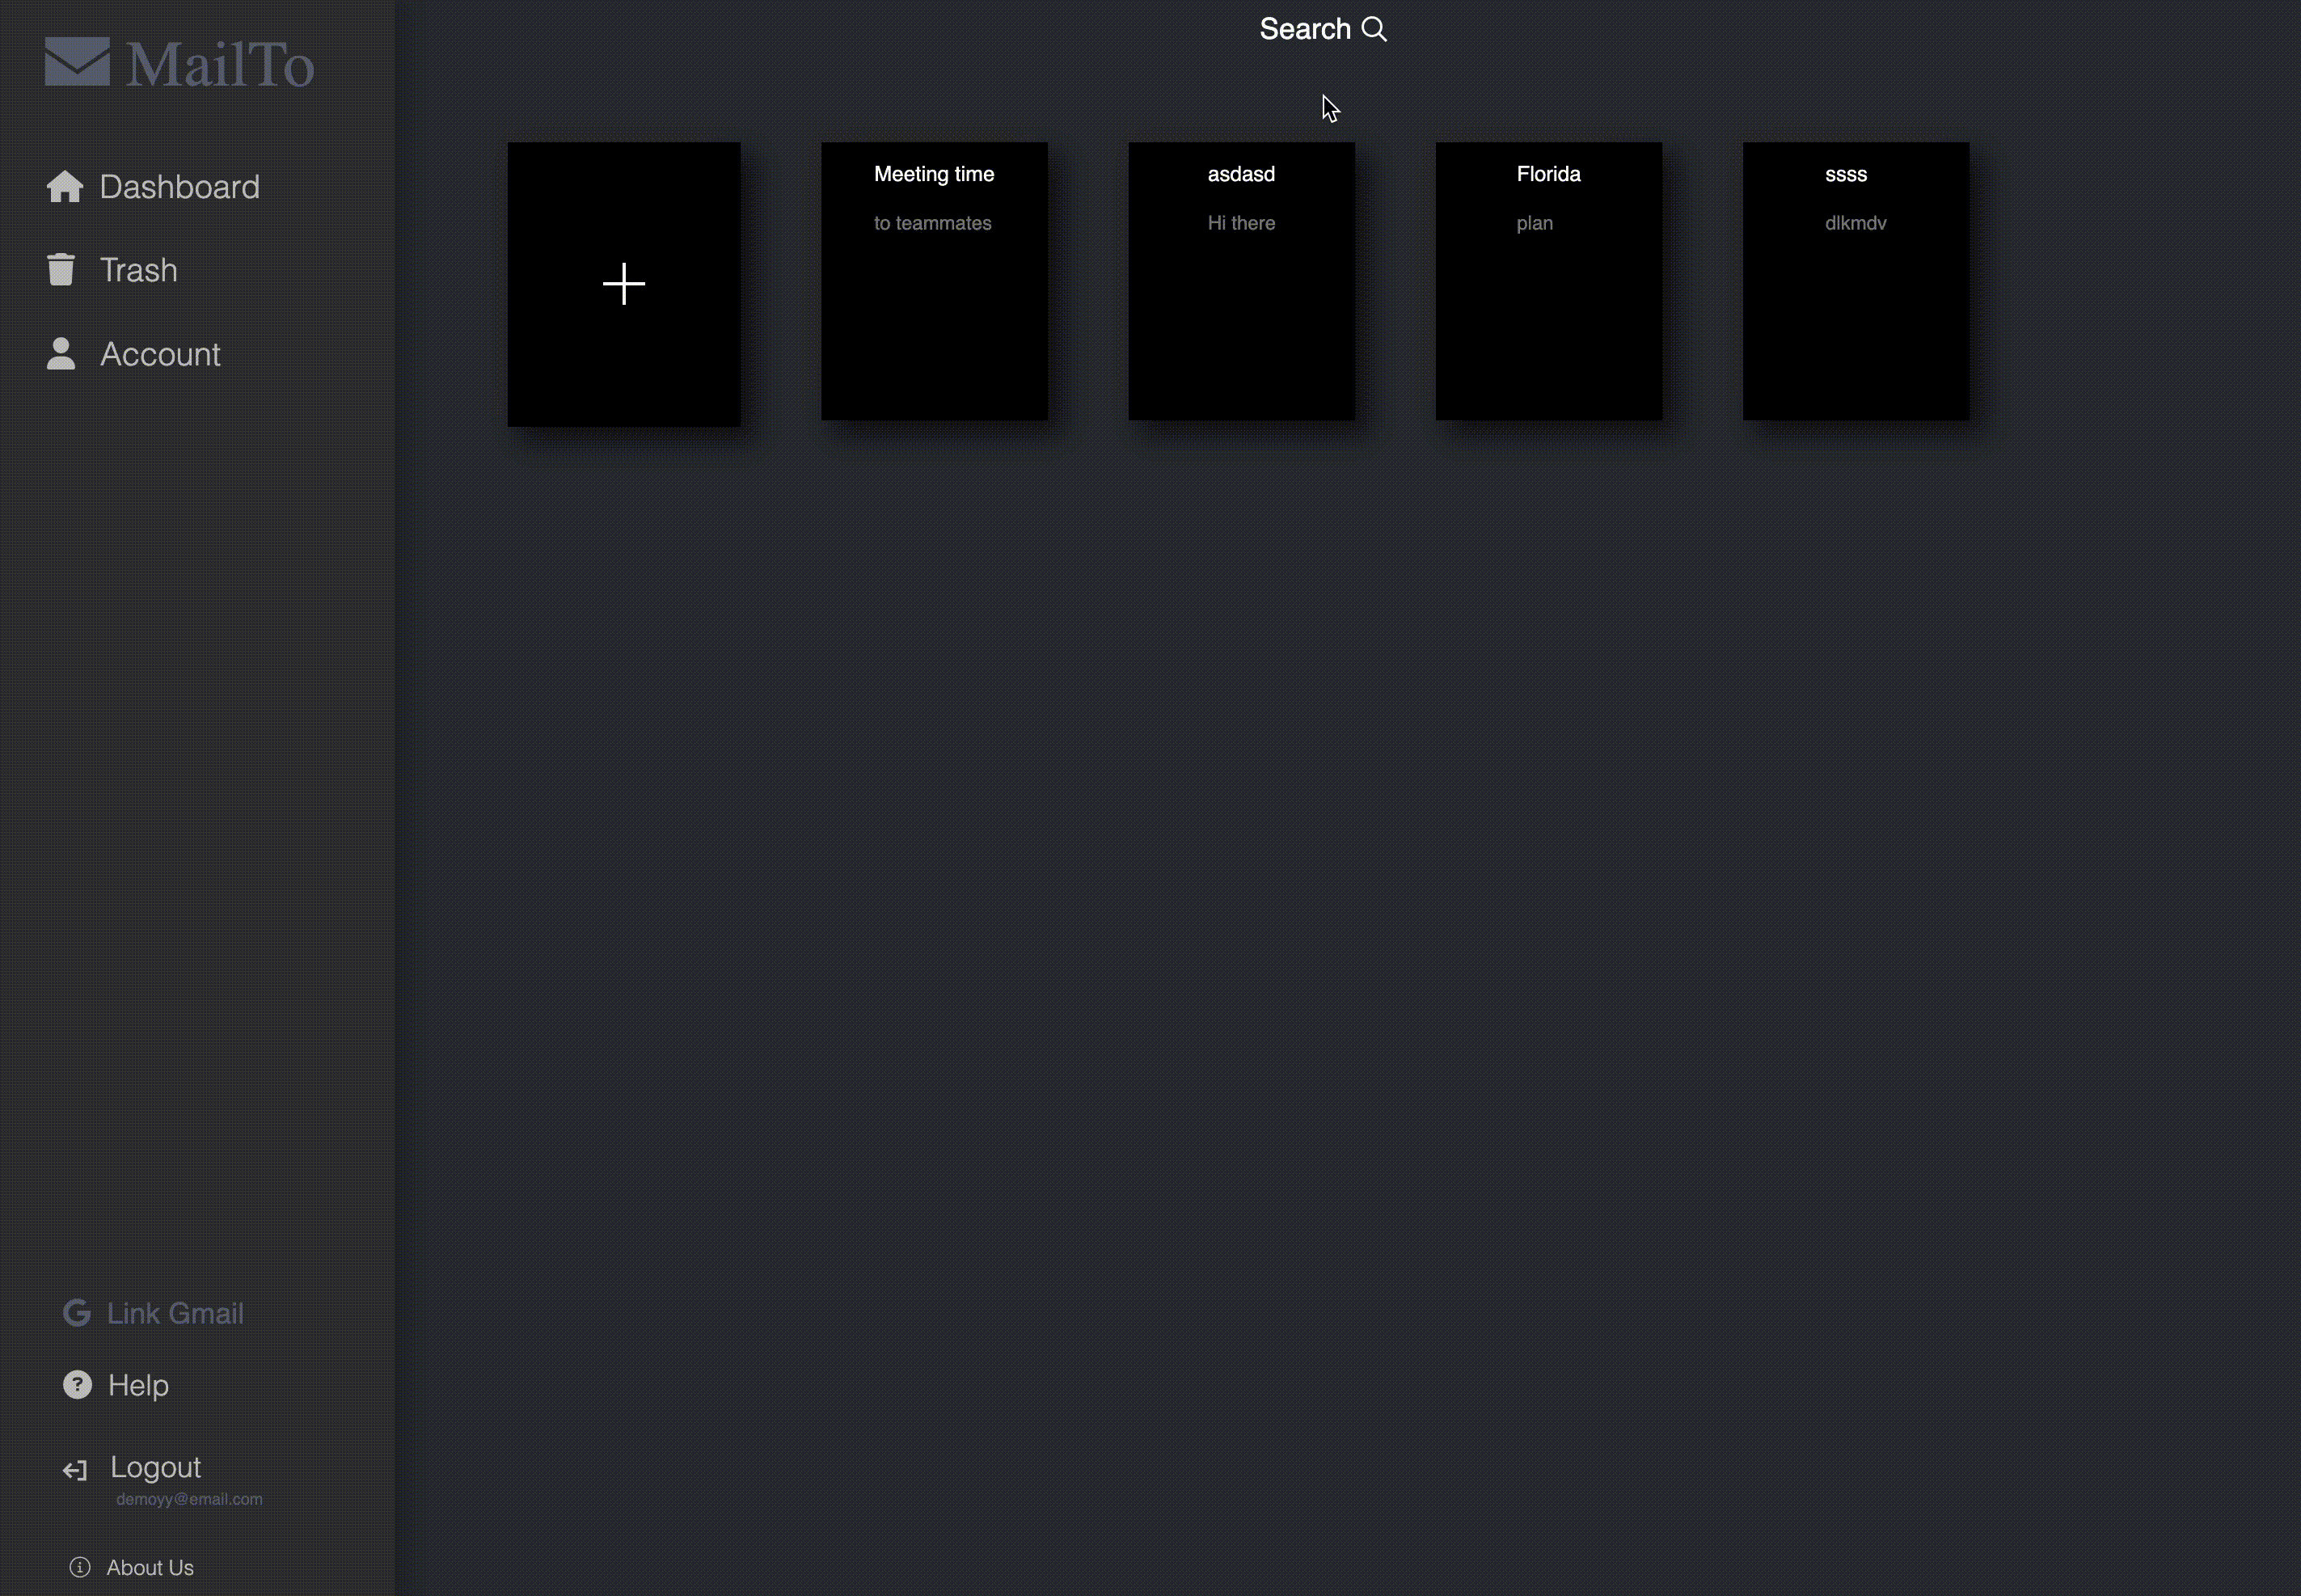 MailTo
Dashboard
Trash
Account
Link Gmail
Help
Logout
demoyy@email.com
About Us
Search
Meeting time
to teammates
asdasd
Hi there
Florida
plan
ssss
dlkmdv